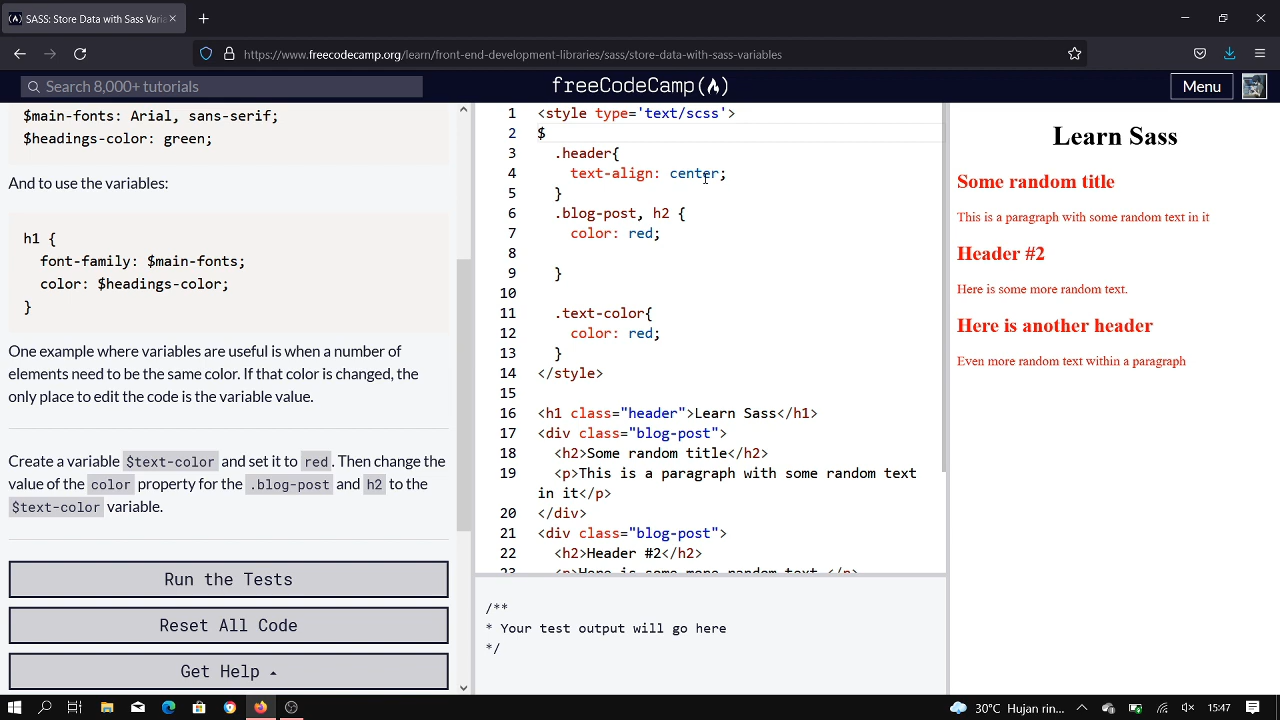 SASS: Store Data with Sass Varia
https://www.freecodecamp.org/learn/front-end-development-libraries/sass/store-data-with-sass-variables
Search 8,000+ tutorials
freeCodeCamp
Menu
$main-fonts: Arial, sans-serif;
$headings-color: green;
And to use the variables:
h1 {
font-family: $main-fonts;
color: $headings-color;
}
One example where variables are useful is when a number of
elements need to be the same color. If that color is changed, the
only place to edit the code is the variable value.
Create a variable $text-color and set it to red. Then change the
value of the color property for the .blog-post and h2 to the
$text-color variable.
Run the Tests
Reset All Code
Get Help
1 <style type='text/scss'>
2 $
3 .header{
4 text-align: center;
5 }
6 .blog-post, h2 {
7 color: red;
8
9 }
10
11 .text-color{
12 color: red;
13 }
14 </style>
15
16 <h1 class="header">Learn Sass</h1>
17 <div class="blog-post">
18 <h2>Some random title</h2>
19 <p>This is a paragraph with some random text
in it</p>
20 </div>
21 <div class="blog-post">
22 <h2>Header #2</h2>
23 <p>Here is some more random text.</p>
/**
* Your test output will go here
*/
Learn Sass
Some random title
This is a paragraph with some random text in it
Header #2
Here is some more random text.
Here is another header
Even more random text within a paragraph
30°C Hujan rin...
15:47